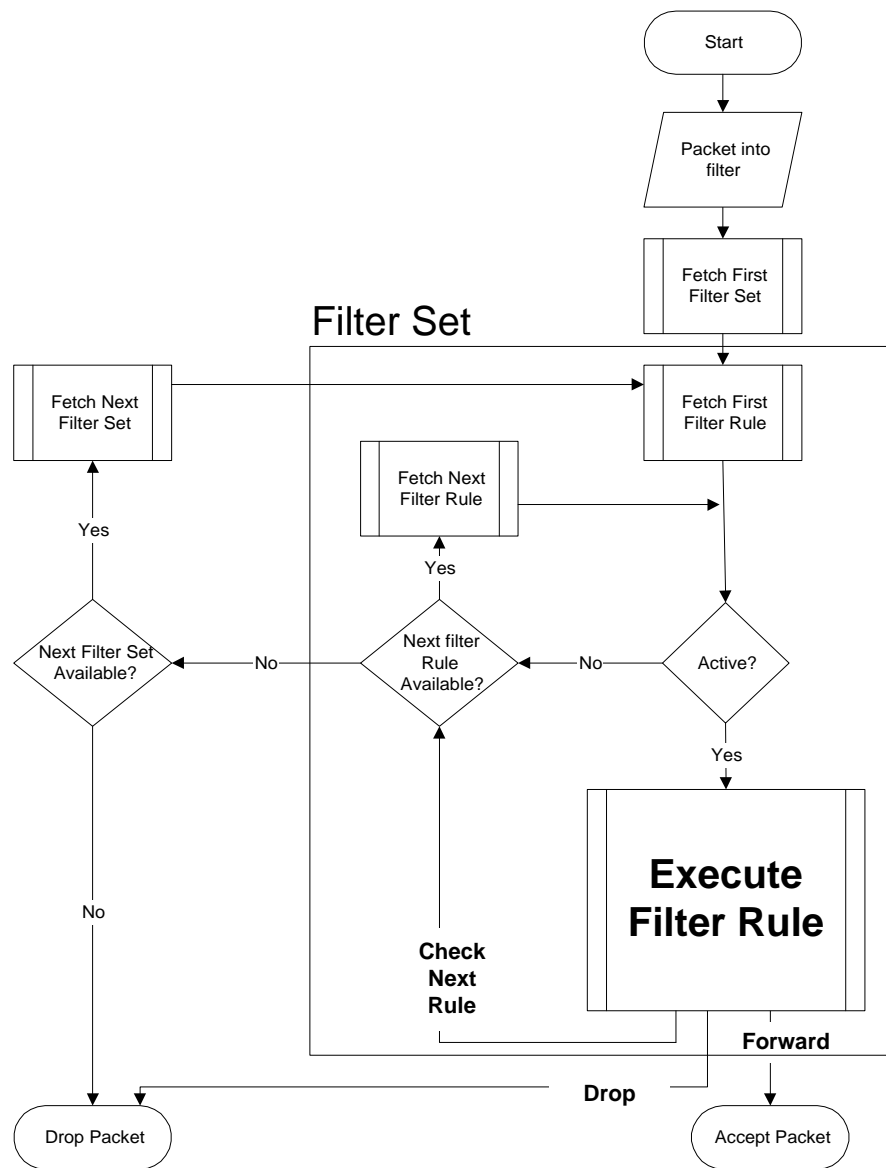 Start
Packet into
filter
Fetch First
Filter Set
Filter Set
Fetch Next
Filter Set
Fetch First
Filter Rule
Fetch Next
Filter Rule
Yes
Yes
Next Filter Set
Available?
No
Next filter
Rule
Available?
No
Active?
Yes
Execute
Filter Rule
No
Check
Next
Rule
Forward
Drop
Drop Packet
Accept Packet